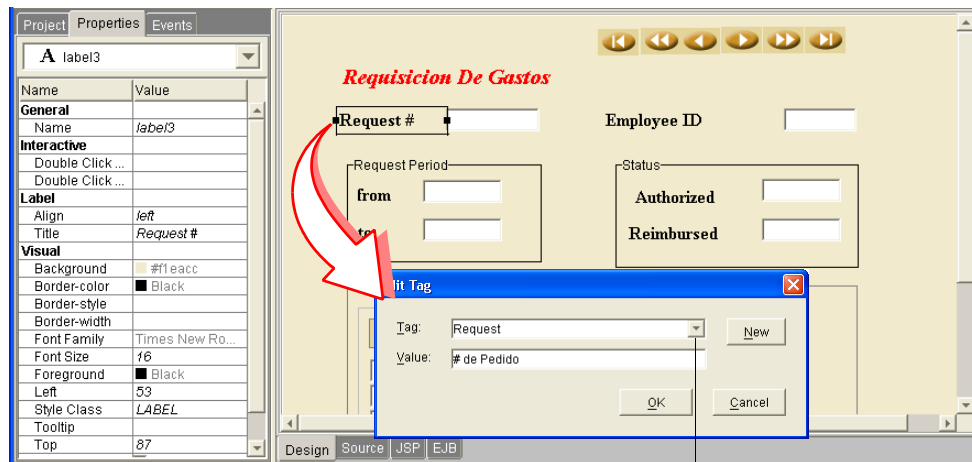 Project Properties Events
A label3
Name Value
General
Name label3
Interactive
Double Click ...
Double Click ...
Label
Align left
Title Request #
Visual
Background #f1eacc
Border-color Black
Border-style
Border-width
Font Family Times New Ro...
Font Size 16
Foreground Black
Left 53
Style Class LABEL
Tooltip
Top 87
Requisicion De Gastos
Request # Employee ID
Request Period
from
Status
Authorized
Reimbursed
Tag
Tag: Request New
Value: # de Pedido
OK Cancel
Design Source JSP EJB